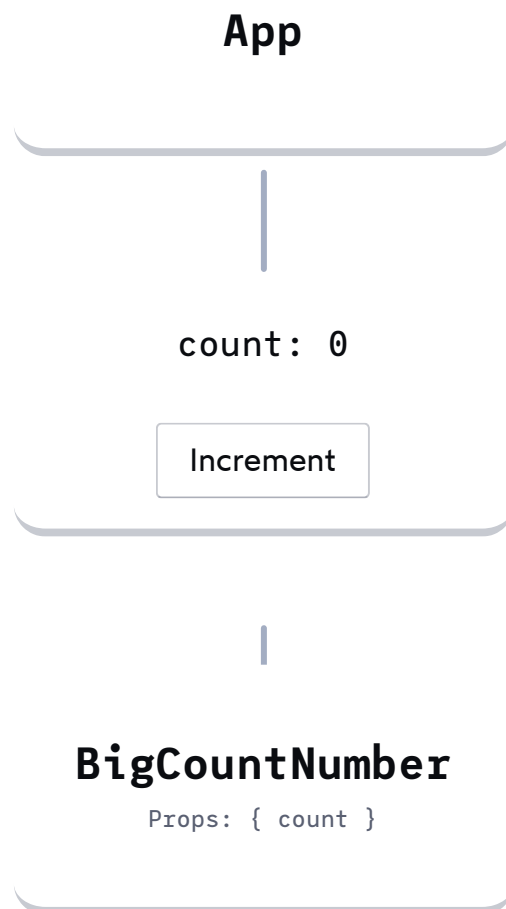 App
count: 0
Increment
BigCountNumber
Props: { count }